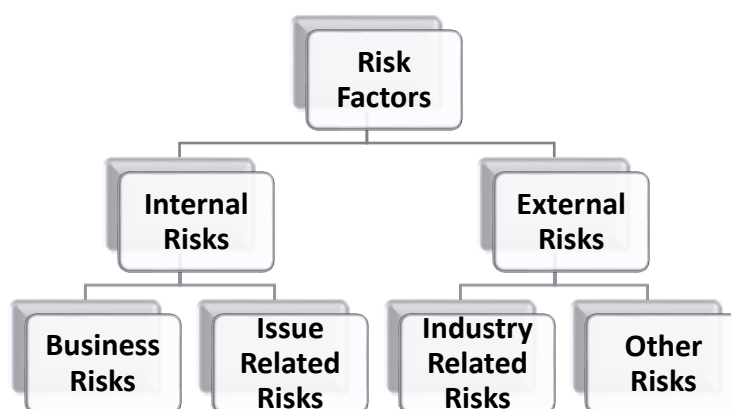 Risk
Factors
Internal
Risks
External
Risks
Business
Risks
Issue
Related
Risks
Industry
Related
Risks
Other
Risks